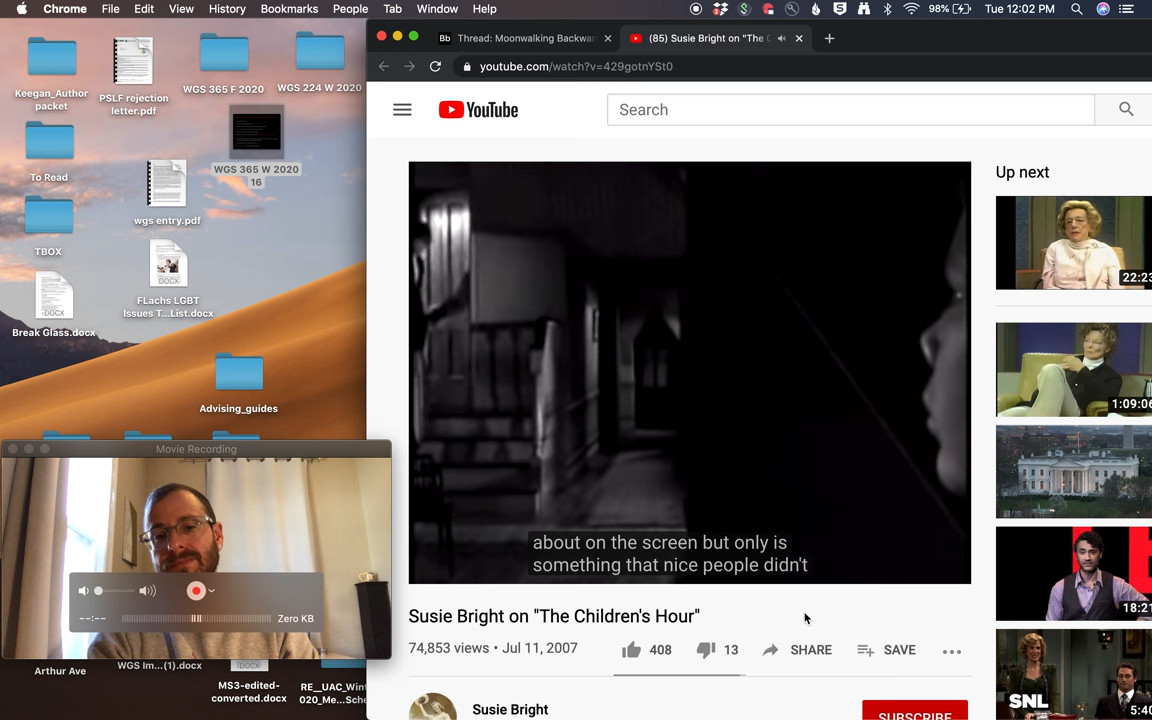 Chrome File Edit View History Bookmarks People Tab Window Help
98% Tue 12:02 PM
Bb Thread: Moonwalking Backwar
(85) Susie Bright on "The C
youtube.com/watch?v=429gotnYSt0
YouTube
Search
Keegan_Author
packet
PSLF rejection
letter.pdf
WGS 365 F 2020
WGS 224 W 2020
To Read
WGS 365 W 2020
16
wgs entry.pdf
TBOX
DOCX
FLachs LGBT
Issues T...List.docx
DOCX
Break Glass.docx
Advising_guides
Movie Recording
--:--
Zero KB
Arthur Ave
WGS Im...(1).docx
DOCX
MS3-edited-
converted.docx
RE__UAC_Win
020_Me...Sche
about on the screen but only is
something that nice people didn't
Susie Bright on "The Children's Hour"
74,853 views • Jul 11, 2007
408
13
SHARE
SAVE
Susie Bright
SUBSCRIBE
Up next
22:23
1:09:06
18:21
SNL
5:40